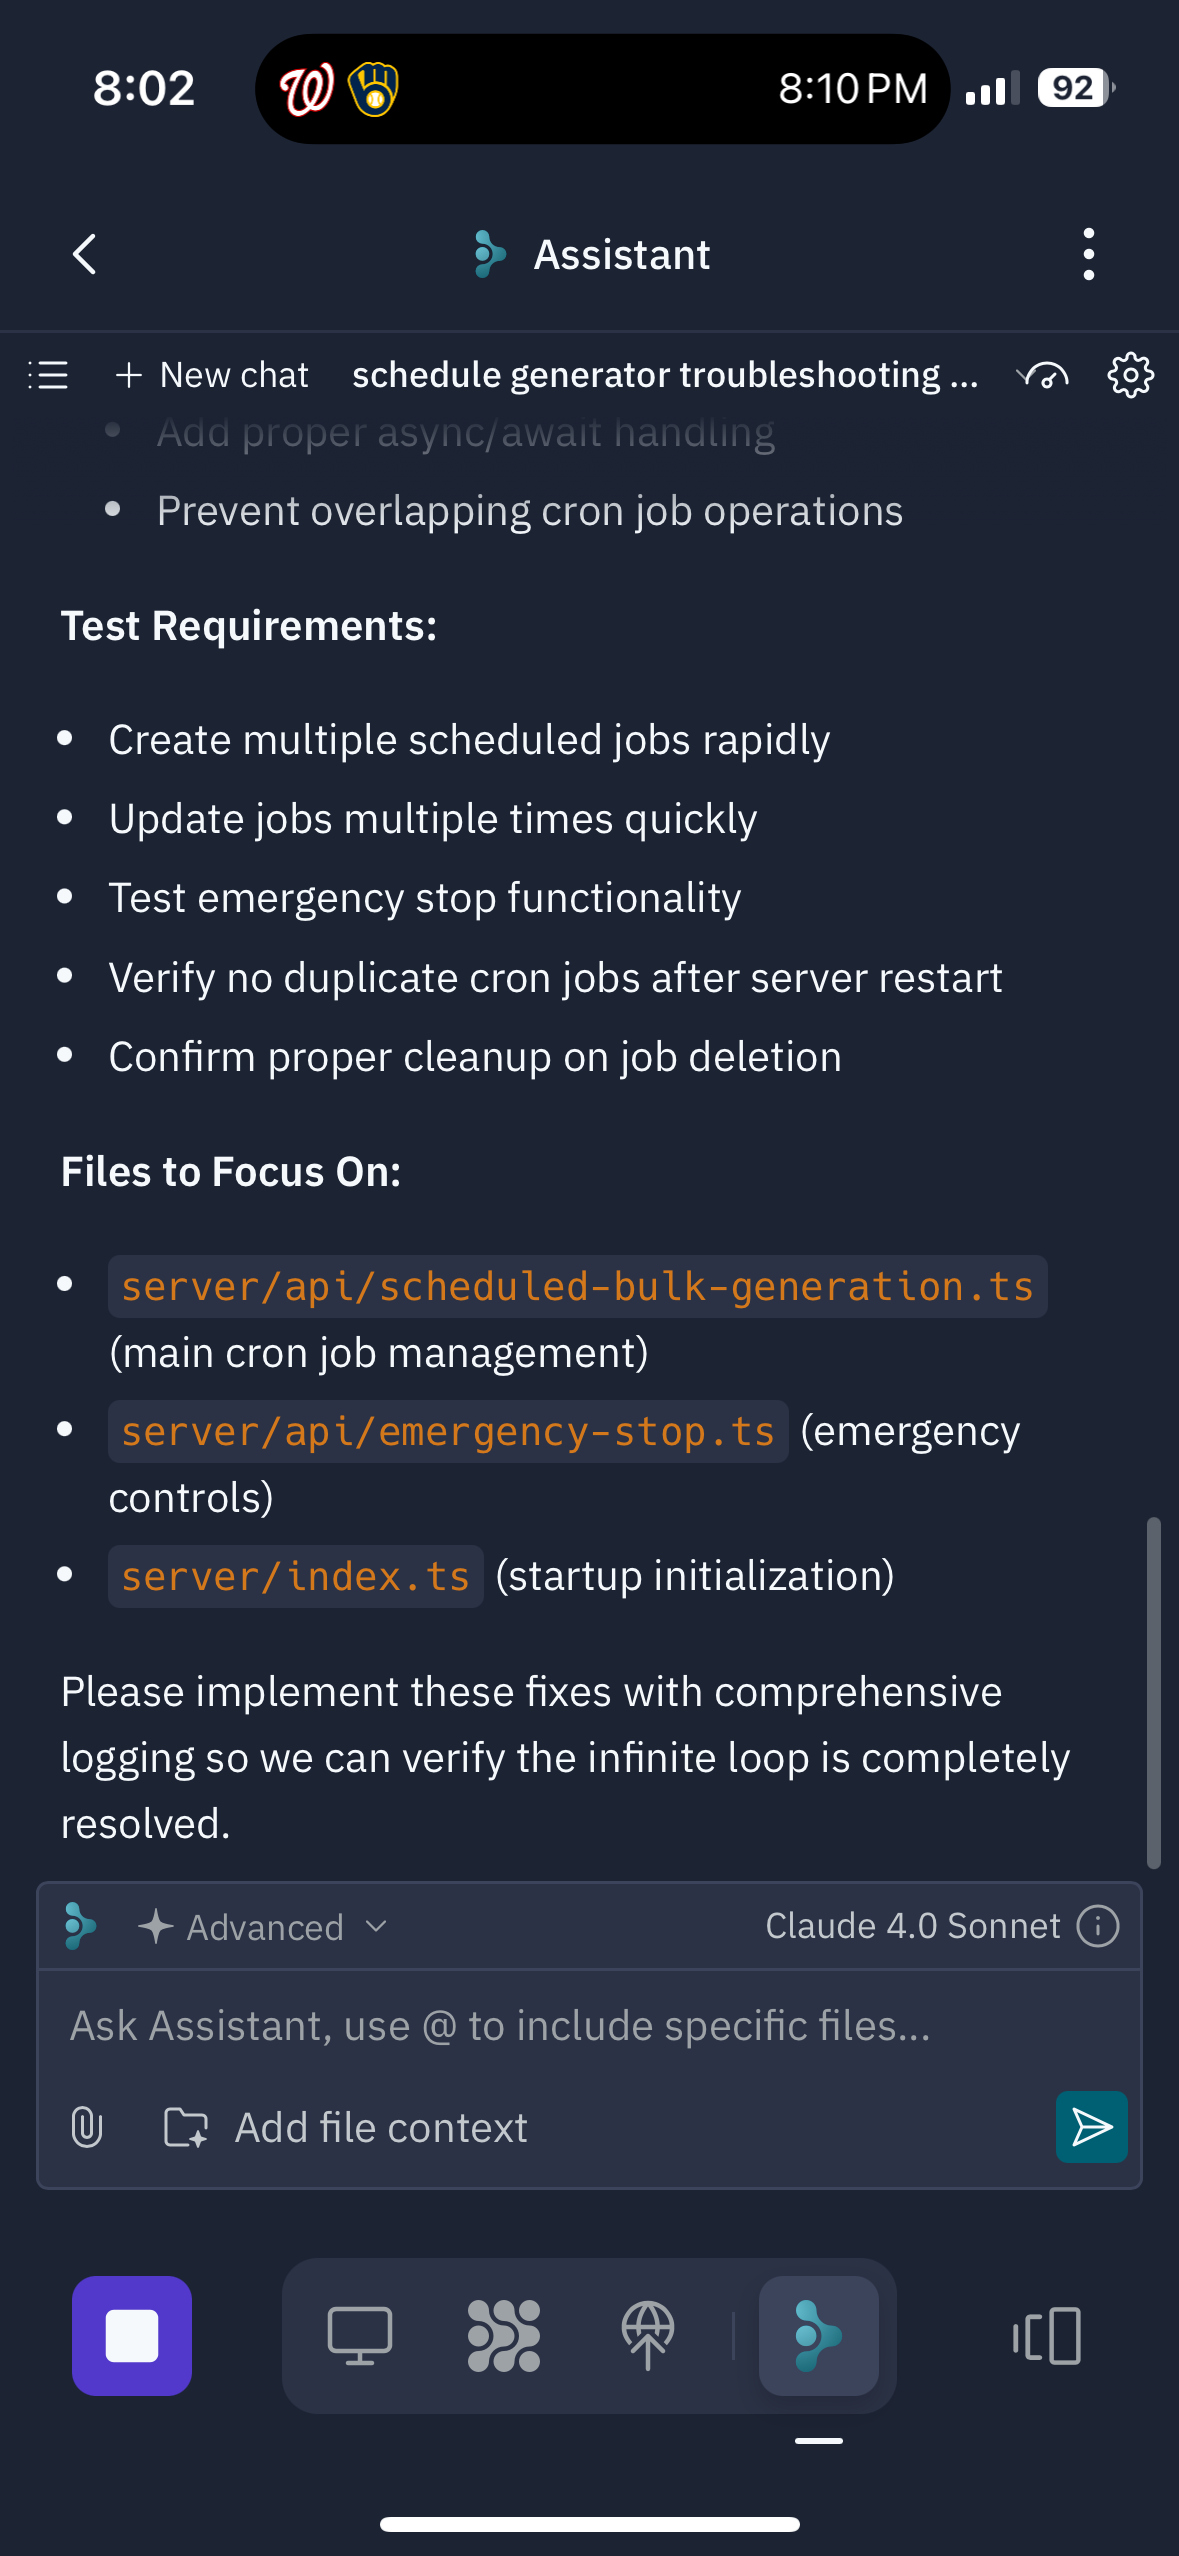 8:02
8:10 PM
92
Assistant
New chat
schedule generator troubleshooting ...
Add proper async/await handling
Prevent overlapping cron job operations
Test Requirements:
Create multiple scheduled jobs rapidly
Update jobs multiple times quickly
Test emergency stop functionality
Verify no duplicate cron jobs after server restart
Confirm proper cleanup on job deletion
Files to Focus On:
server/api/scheduled-bulk-generation.ts
(main cron job management)
server/api/emergency-stop.ts (emergency
controls)
server/index.ts (startup initialization)
Please implement these fixes with comprehensive
logging so we can verify the infinite loop is completely
resolved.
Advanced
Claude 4.0 Sonnet
Ask Assistant, use @ to include specific files...
Add file context